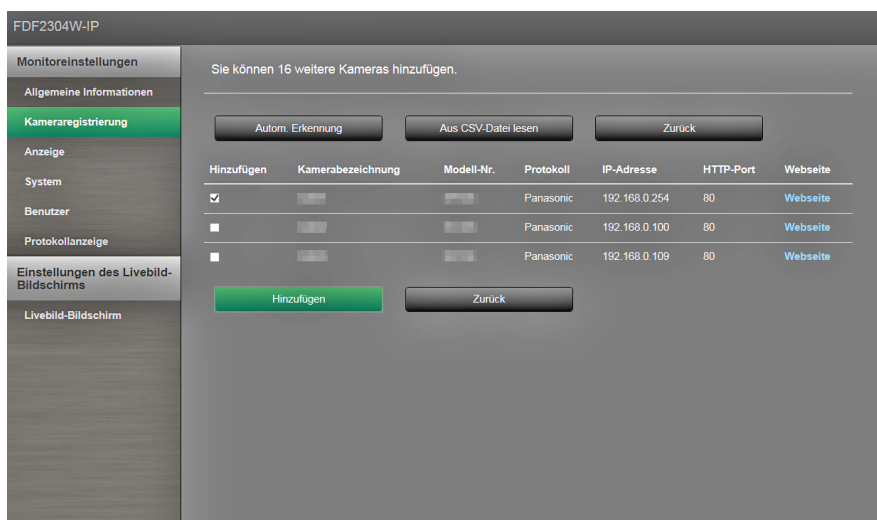 FDF2304W-IP
Monitoreinstellungen
Allgemeine Informationen
Kameraregistrierung
Anzeige
System
Benutzer
Protokollanzeige
Einstellungen des Livebild-
Bildschirms
Livebild-Bildschirm
Sie können 16 weitere Kameras hinzufügen.
Autom. Erkennung Aus CSV-Datei lesen Zurück
Hinzufügen Kamerabezeichnung Modell-Nr. Protokoll IP-Adresse HTTP-Port Webseite
Panasonic 192.168.0.254 80 Webseite
Panasonic 192.168.0.100 80 Webseite
Panasonic 192.168.0.109 80 Webseite
Hinzufügen Zurück